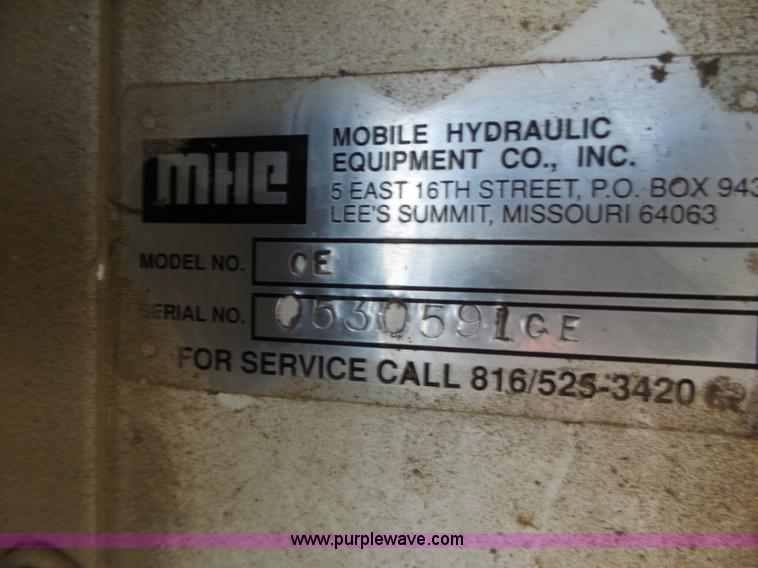 mHC
MOBILE HYDRAULIC
EQUIPMENT CO., INC.
5 EAST 16TH STREET, P.O. BOX 943
LEE'S SUMMIT, MISSOURI 64063
MODEL NO. CE
SERIAL NO. 0530591CE
FOR SERVICE CALL 816/525-3420
www.purplewave.com